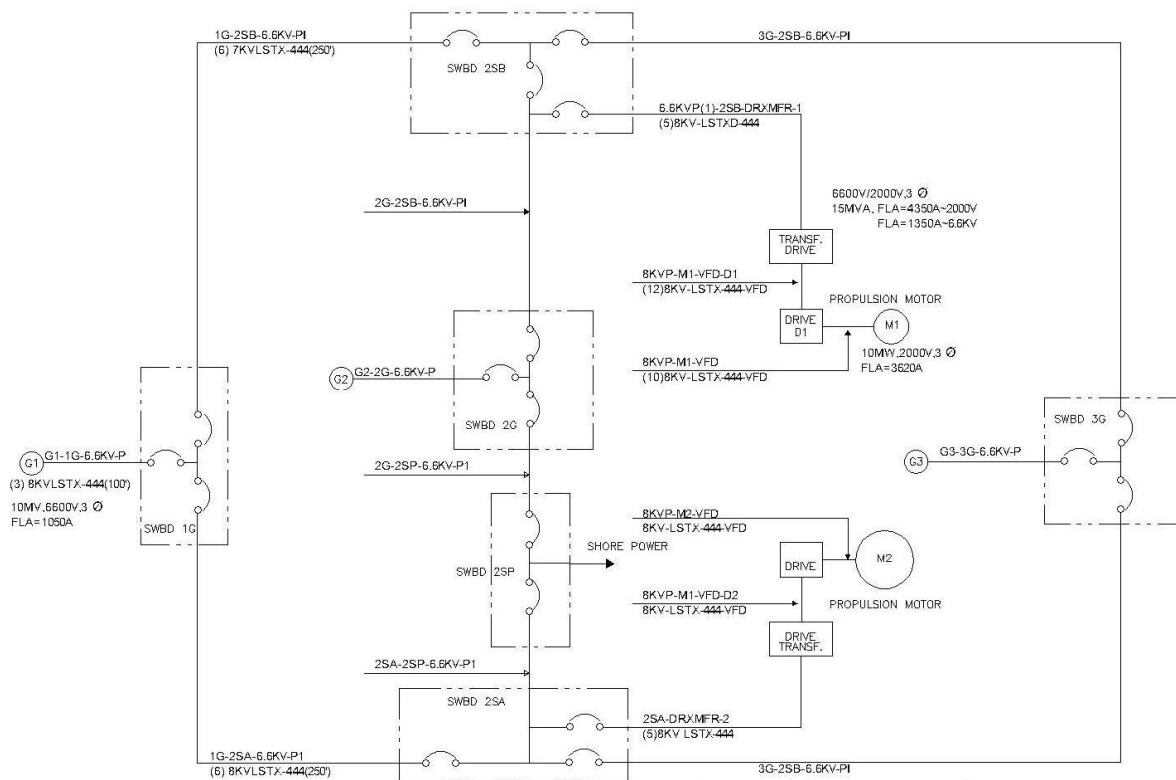 1G-2SB-6.6KV-PI
(6) 7KVLSTX-444(250')
SWBD 2SB
3G-2SB-6.6KV-PI
6.6KVP(1)-2SB-DRXMFR-1
(5)8KV-LSTXD-444
2G-2SB-6.6KV-PI
6600V/2000V,3 Ø
15MVA, FLA=4350A~2000V
FLA=1350A~6.6KV
TRANSF.
DRIVE
8KVP-M1-VFD-D1
(12)8KV-LSTX-444-VFD
PROPULSION MOTOR
DRIVE
D1
M1
10MW,2000V,3 Ø
FLA=3620A
8KVP-M1-VFD
(10)8KV-LSTX-444-VFD
G2
G2-2G-6.6KV-P
SWBD 2G
SWBD 3G
G1
G1-1G-6.6KV-P
(3) 8KVLSTX-444(100')
10MV,6600V,3 Ø
FLA=1050A
SWBD 1G
2G-2SP-6.6KV-P1
G3
G3-3G-6.6KV-P
8KVP-M2-VFD
8KV-LSTX-444-VFD
SHORE POWER
SWBD 2SP
DRIVE
M2
8KVP-M1-VFD-D2
8KV-LSTX-444-VFD
PROPULSION MOTOR
DRIVE
TRANSF.
2SA-2SP-6.6KV-P1
SWBD 2SA
2SA-DRXMFR-2
(5)8KV LSTX-444
1G-2SA-6.6KV-P1
(6) 8KVLSTX-444(250')
3G-2SB-6.6KV-PI